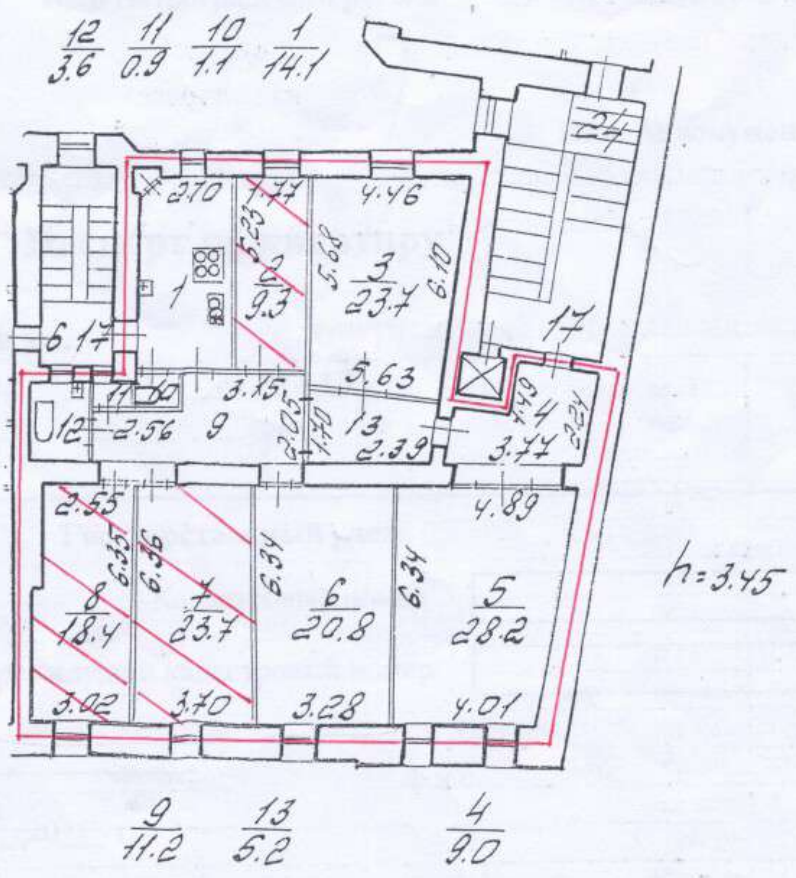 12 11 10 1
3.6 0.9 1.1 14.1
24
2.70 1.77 4.46
5.23 5.68 6.10
1 2 3
9.3 23.7
6.17 17
3.15 5.63
11 10
1.49 4 2.24
12 2.56 9 2.05 1.70 13 2.39 3.77
2.55 4.89
6.35 6.36 6.34 6.34
8 7 6 5
18.4 23.7 20.8 28.2
h=3.45
3.02 3.70 3.28 4.01
9 13 4
11.2 5.2 9.0